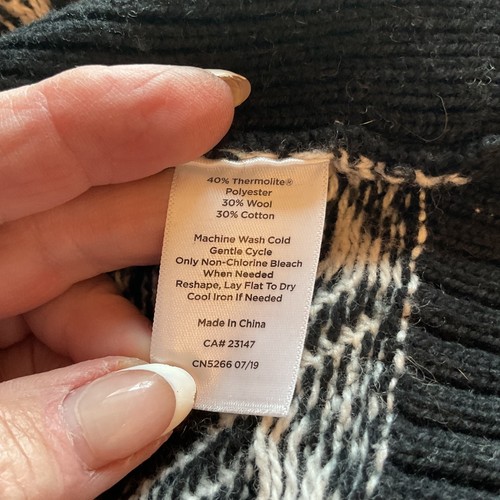 40% Thermolite®
Polyester
30% Wool
30% Cotton
Machine Wash Cold
Gentle Cycle
Only Non-Chlorine Bleach
When Needed
Reshape, Lay Flat To Dry
Cool Iron If Needed
Made In China
CA# 23147
CN5266 07/19